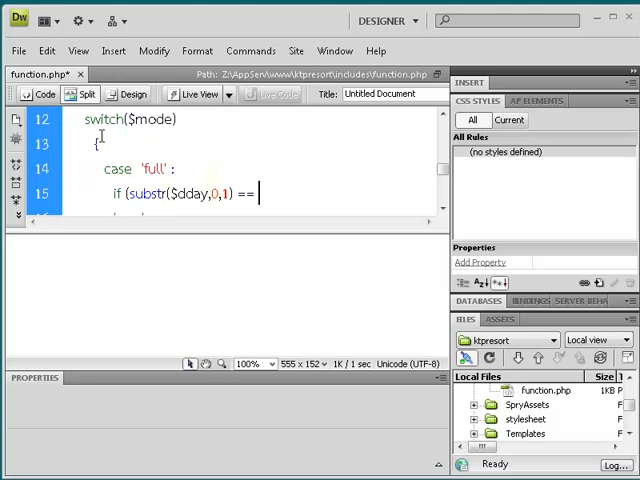 Dw DESIGNER
File Edit View Insert Modify Format Commands Site Window Help
function.php* Path: Z:\AppServ\www\ktpresort\includes\function.php
Code Split Design Live View Live Code Title: Untitled Document
12 switch($mode)
13 {
14 case 'full' :
15 if (substr($dday,0,1) ==
100% 555 x 152 1K / 1 sec Unicode (UTF-8)
PROPERTIES
INSERT
CSS STYLES AP ELEMENTS
All Current
All Rules
(no styles defined)
Properties
Add Property
DATABASES BINDINGS SERVER BEHA
FILES ASSETS
ktpresort Local view
Local Files Size T
function.php 1KB P
SpryAssets F
stylesheet F
Templates F
Ready Log...